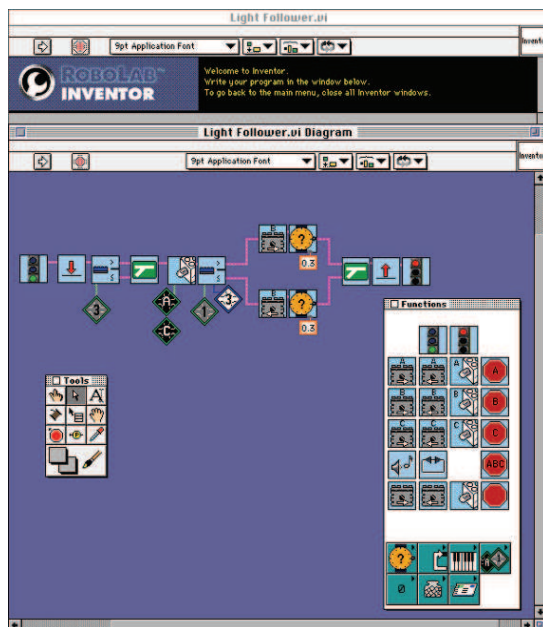 Light Follower.vi
9pt Application Font
ROBOLAB™
INVENTOR
Welcome to Inventor.
Write your program in the window below.
To go back to the main menu, close all Inventor windows.
Light Follower.vi Diagram
9pt Application Font
B
?
0.3
3
A
C
1
3
B
?
0.3
Functions
A
A
A
A
B
B
B
B
C
C
C
C
ABC
?
0
Tools
A